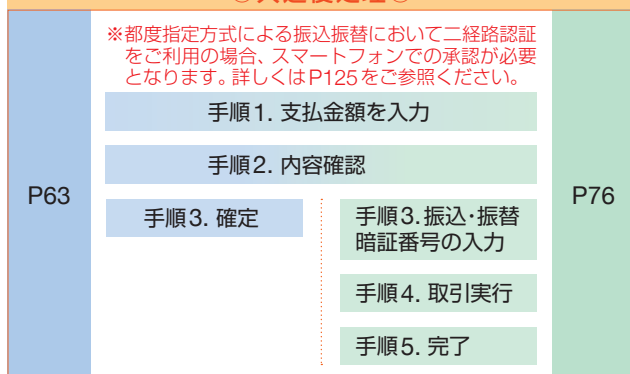 ※都度指定方式による振込振替において二経路認証
をご利用の場合、スマートフォンでの承認が必要
となります。詳しくはP125をご参照ください。
手順1. 支払金額を入力
手順2. 内容確認
P63
P76
手順3. 確定
手順3. 振込・振替
暗証番号の入力
手順4. 取引実行
手順5. 完了